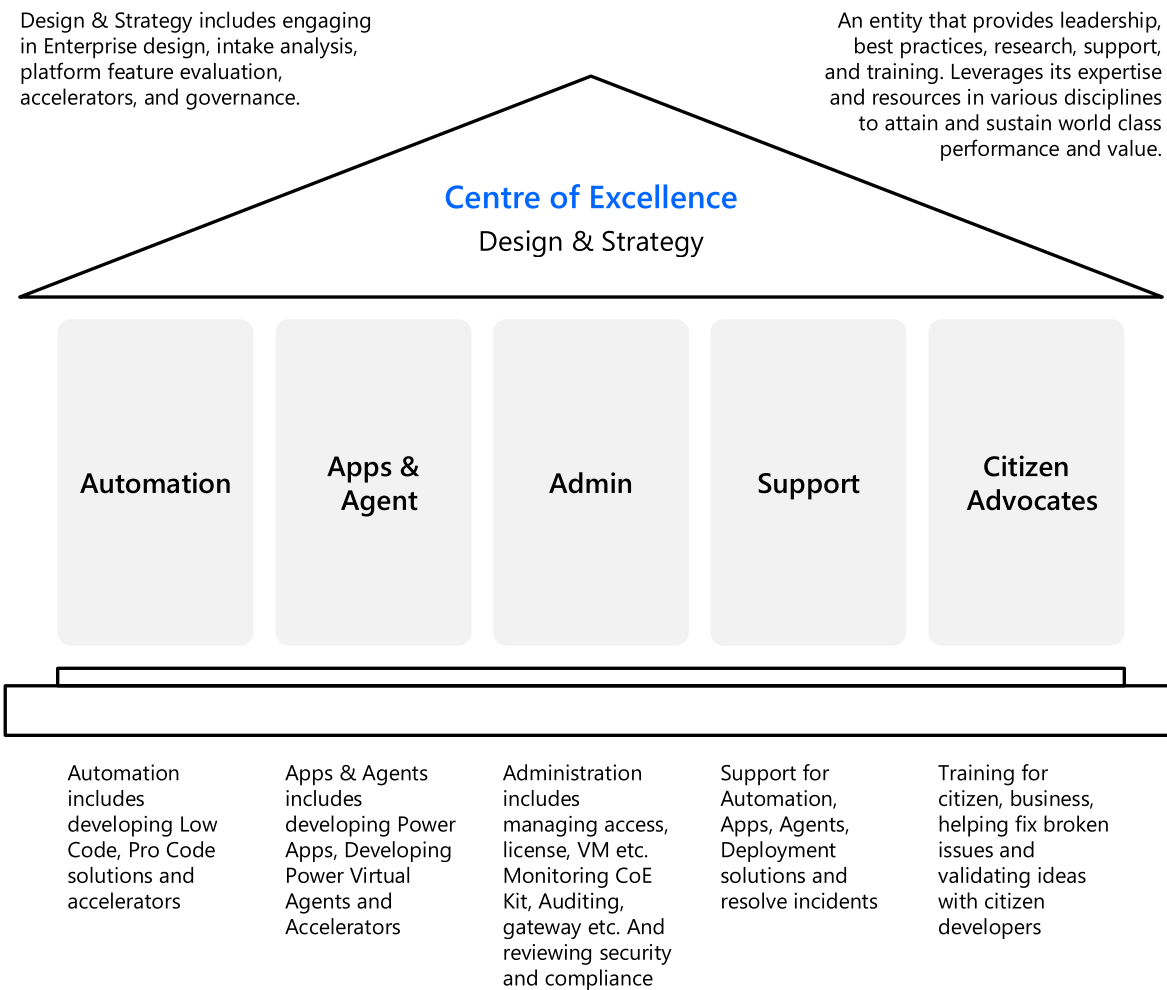 Design & Strategy includes engaging
in Enterprise design, intake analysis,
platform feature evaluation,
accelerators, and governance.
An entity that provides leadership,
best practices, research, support,
and training. Leverages its expertise
and resources in various disciplines
to attain and sustain world class
performance and value.
Centre of Excellence
Design & Strategy
Automation
Apps &
Agent
Admin
Support
Citizen
Advocates
Automation
includes
developing Low
Code, Pro Code
solutions and
accelerators
Apps & Agents
includes
developing Power
Apps, Developing
Power Virtual
Agents and
Accelerators
Administration
includes
managing access,
license, VM etc.
Monitoring CoE
Kit, Auditing,
gateway etc. And
reviewing security
and compliance
Support for
Automation,
Apps, Agents,
Deployment
solutions and
resolve incidents
Training for
citizen, business,
helping fix broken
issues and
validating ideas
with citizen
developers